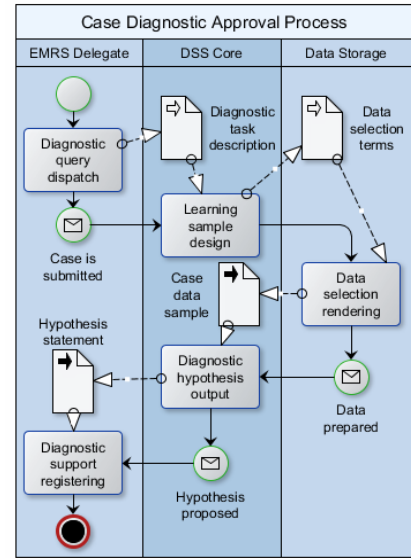 Case Diagnostic Approval Process
EMRS Delegate
DSS Core
Data Storage
Diagnostic
query
dispatch
Diagnostic
task
description
Data
selection
terms
Case is
submitted
Learning
sample
design
Case
data
sample
Data
selection
rendering
Hypothesis
statement
Diagnostic
hypothesis
output
Data
prepared
Diagnostic
support
registering
Hypothesis
proposed